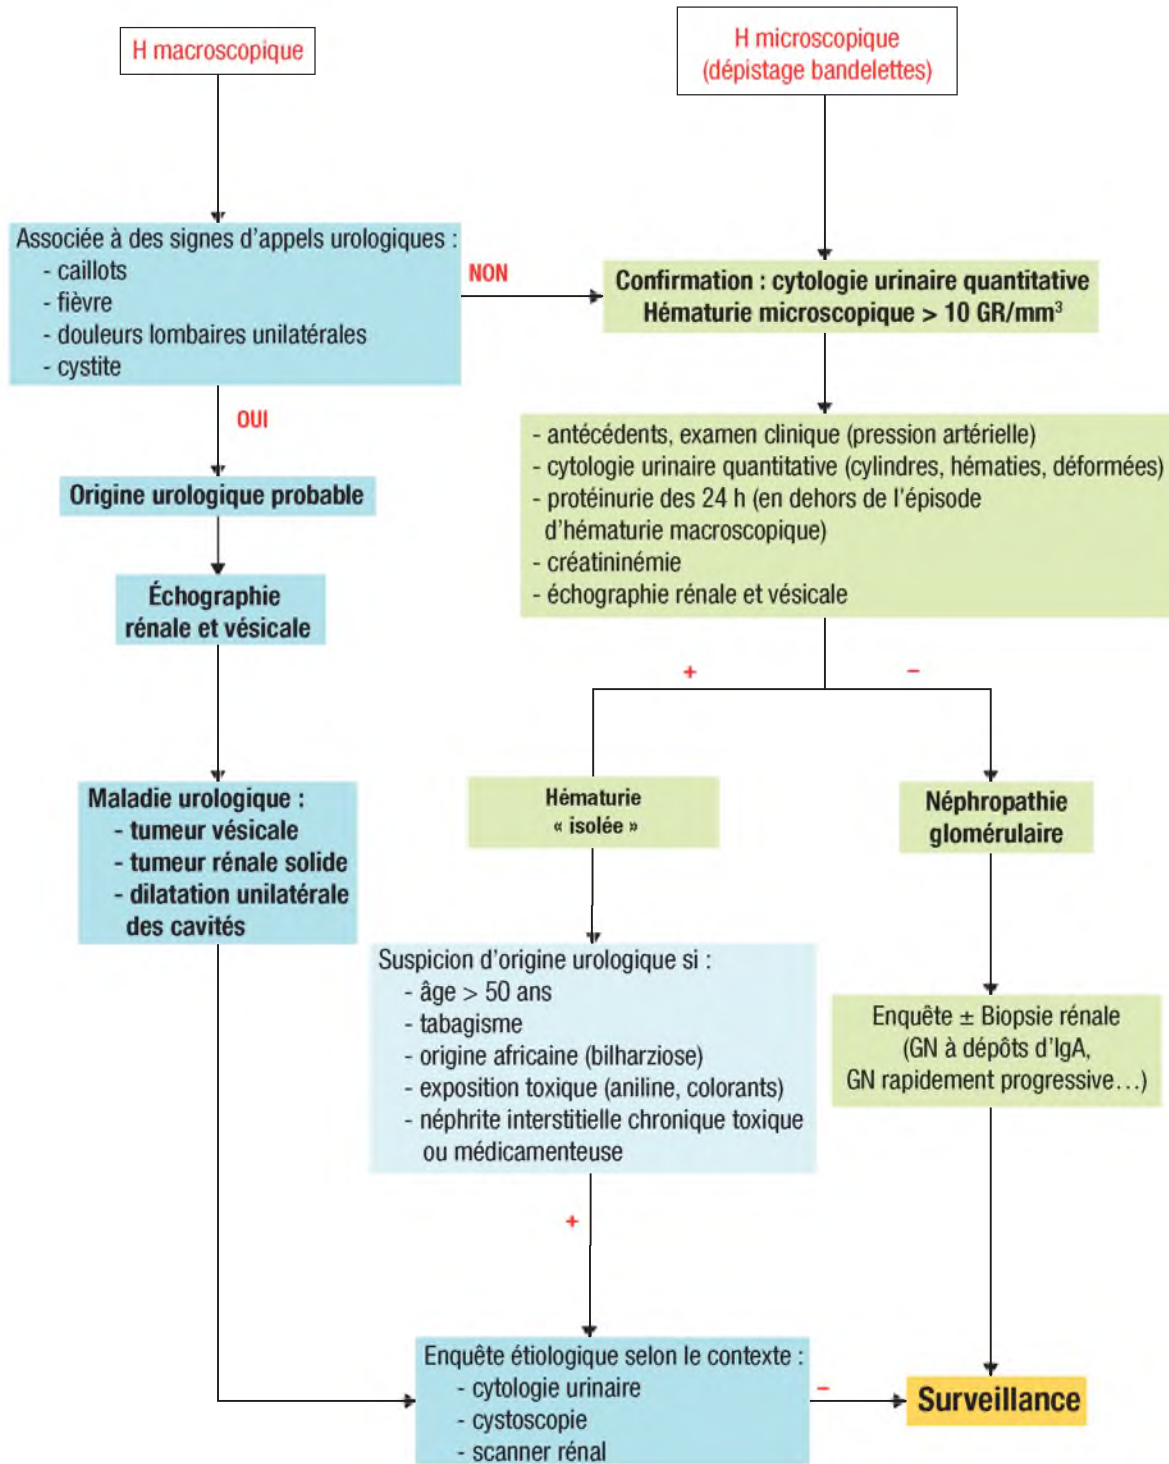 H macroscopique
H microscopique
(dépistage bandelettes)
Associée à des signes d'appels urologiques :
- caillots
- fièvre
- douleurs lombaires unilatérales
- cystite
NON
Confirmation : cytologie urinaire quantitative
Hématurie microscopique > 10 GR/mm³
OUI
- antécédents, examen clinique (pression artérielle)
- cytologie urinaire quantitative (cylindres, hématies, déformées)
- protéinurie des 24 h (en dehors de l'épisode
d'hématurie macroscopique)
- créatininémie
- échographie rénale et vésicale
Origine urologique probable
Échographie
rénale et vésicale
+
–
Maladie urologique :
- tumeur vésicale
- tumeur rénale solide
- dilatation unilatérale
des cavités
Hématurie
« isolée »
Néphropathie
glomérulaire
Suspicion d'origine urologique si :
- âge > 50 ans
- tabagisme
- origine africaine (bilharziose)
- exposition toxique (aniline, colorants)
- néphrite interstitielle chronique toxique
ou médicamenteuse
Enquête ± Biopsie rénale
(GN à dépôts d'IgA,
GN rapidement progressive…)
+
Enquête étiologique selon le contexte :
- cytologie urinaire
- cystoscopie
- scanner rénal
–
Surveillance